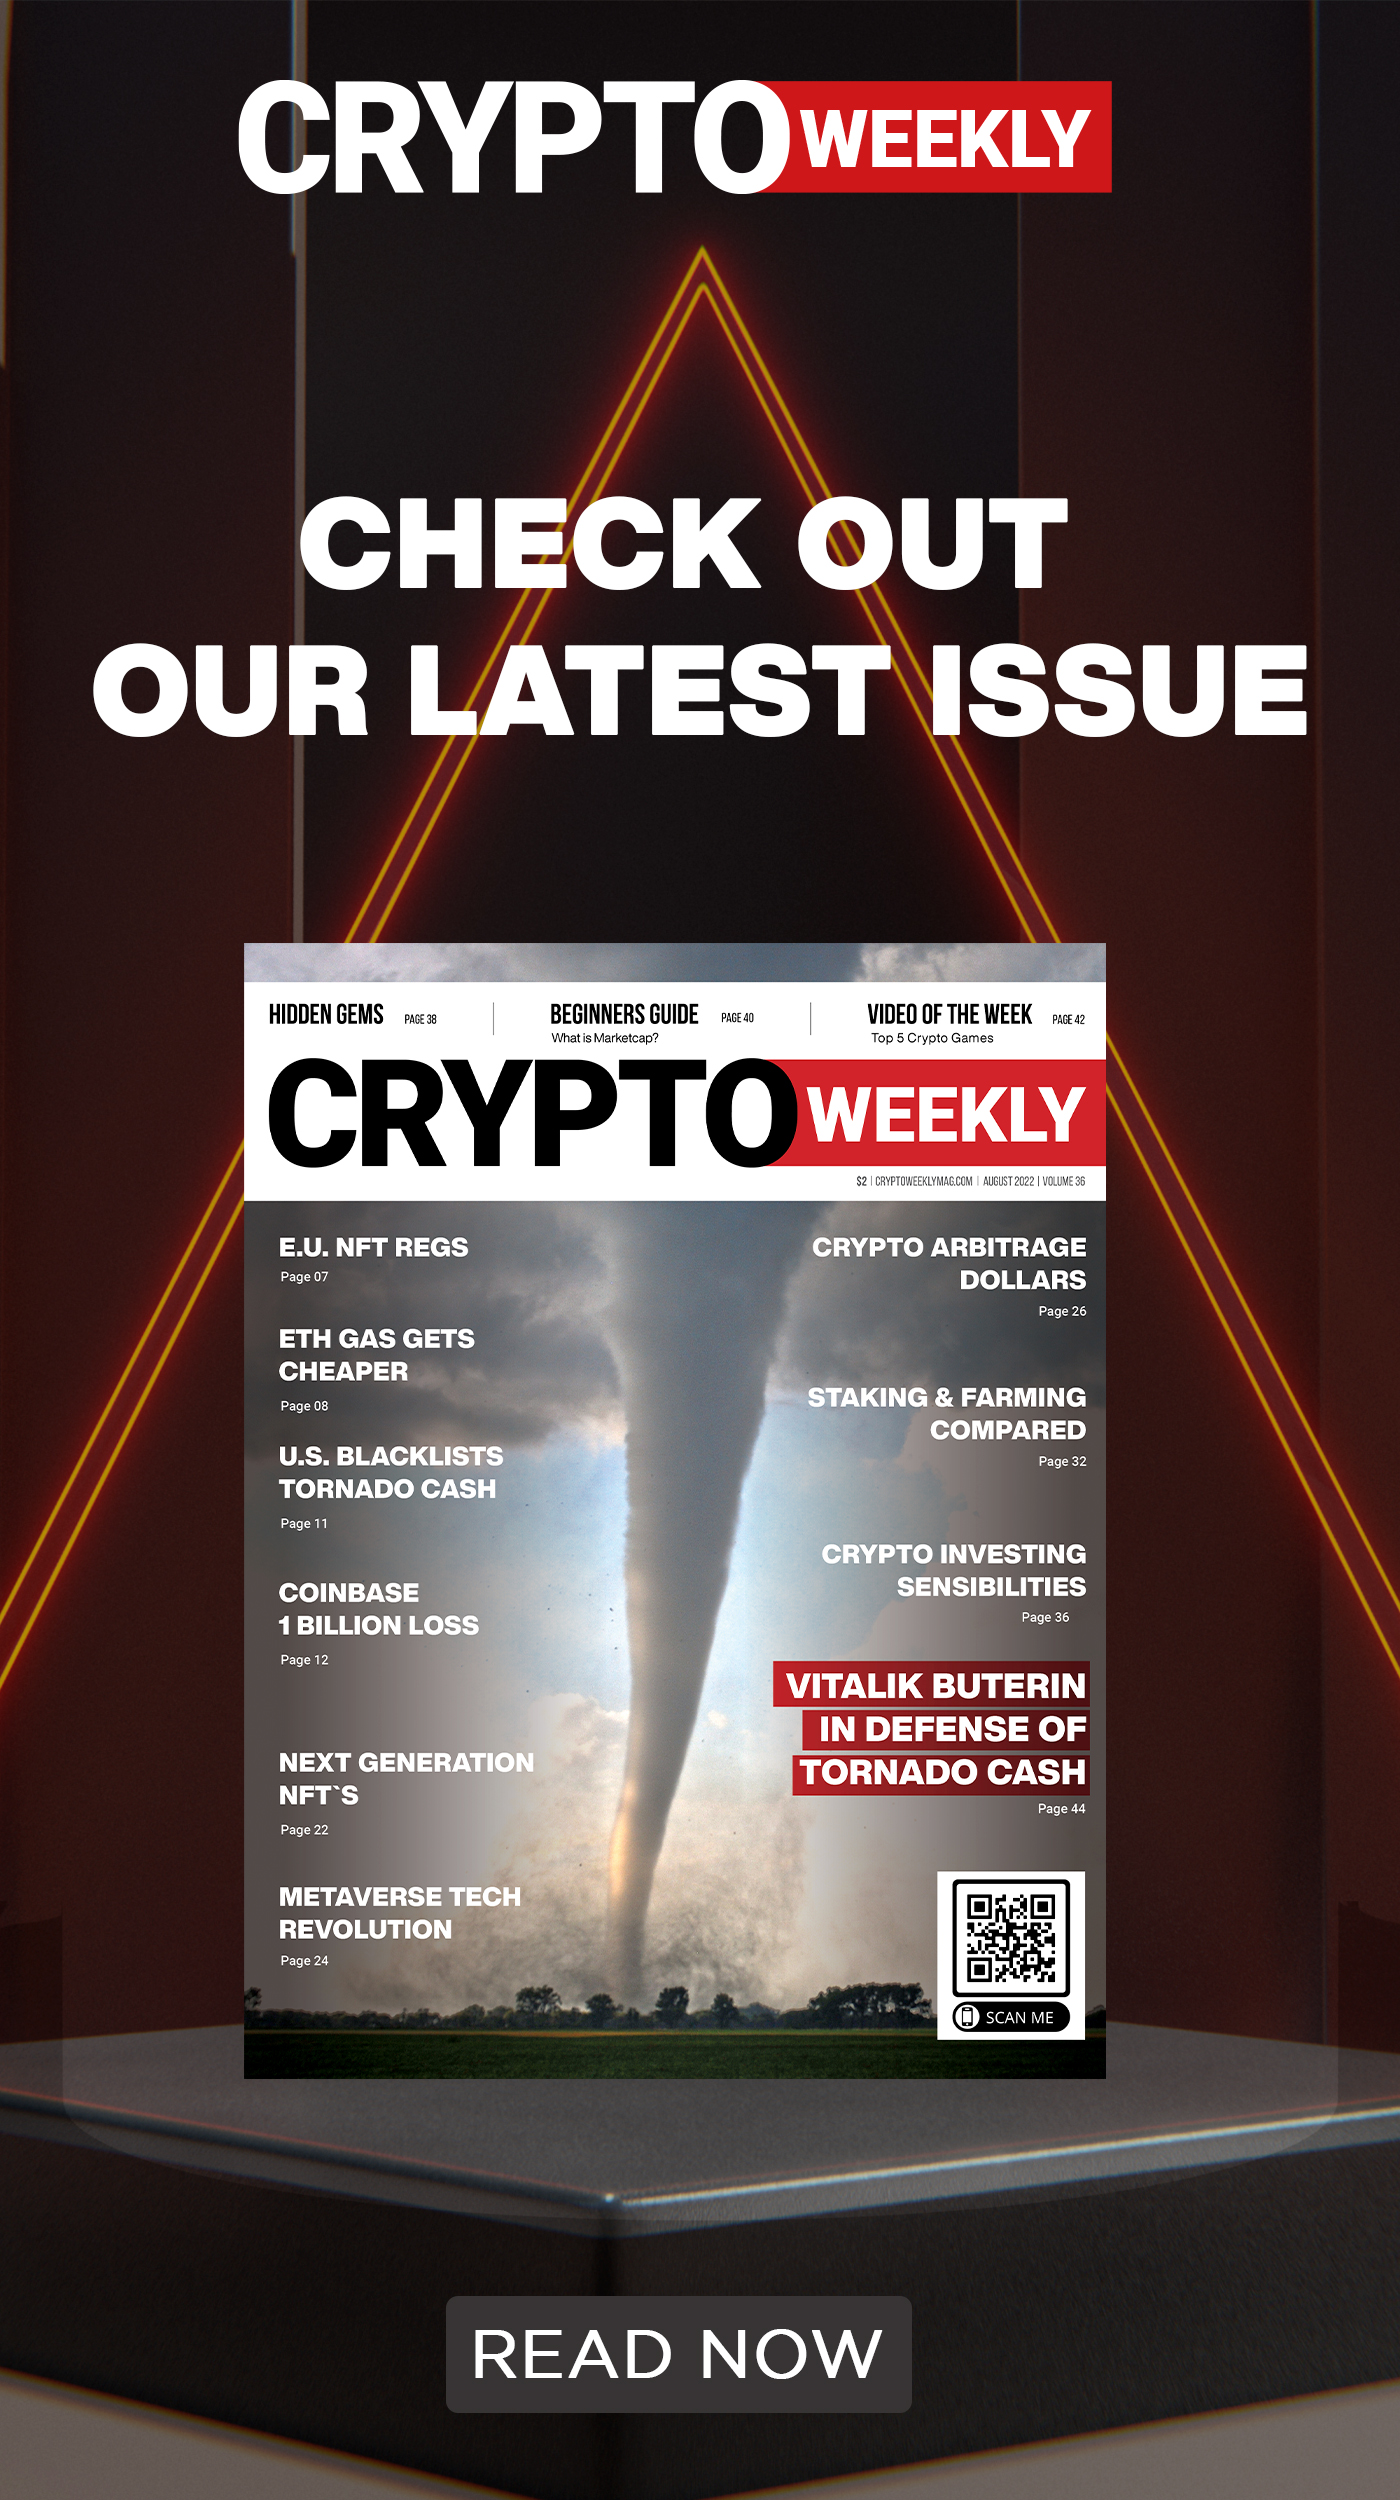 CRYPTO WEEKLY
CHECK OUT
OUR LATEST ISSUE
HIDDEN GEMS PAGE 38
BEGINNERS GUIDE PAGE 40
What is Marketcap?
VIDEO OF THE WEEK PAGE 42
Top 5 Crypto Games
CRYPTO WEEKLY
$2 | CRYPTOWEEKLYMAG.COM | AUGUST 2022 | VOLUME 36
E.U. NFT REGS
Page 07
ETH GAS GETS
CHEAPER
Page 08
U.S. BLACKLISTS
TORNADO CASH
Page 11
COINBASE
1 BILLION LOSS
Page 12
NEXT GENERATION
NFT`S
Page 22
METAVERSE TECH
REVOLUTION
Page 24
CRYPTO ARBITRAGE
DOLLARS
Page 26
STAKING & FARMING
COMPARED
Page 32
CRYPTO INVESTING
SENSIBILITIES
Page 36
VITALIK BUTERIN
IN DEFENSE OF
TORNADO CASH
Page 44
SCAN ME
READ NOW